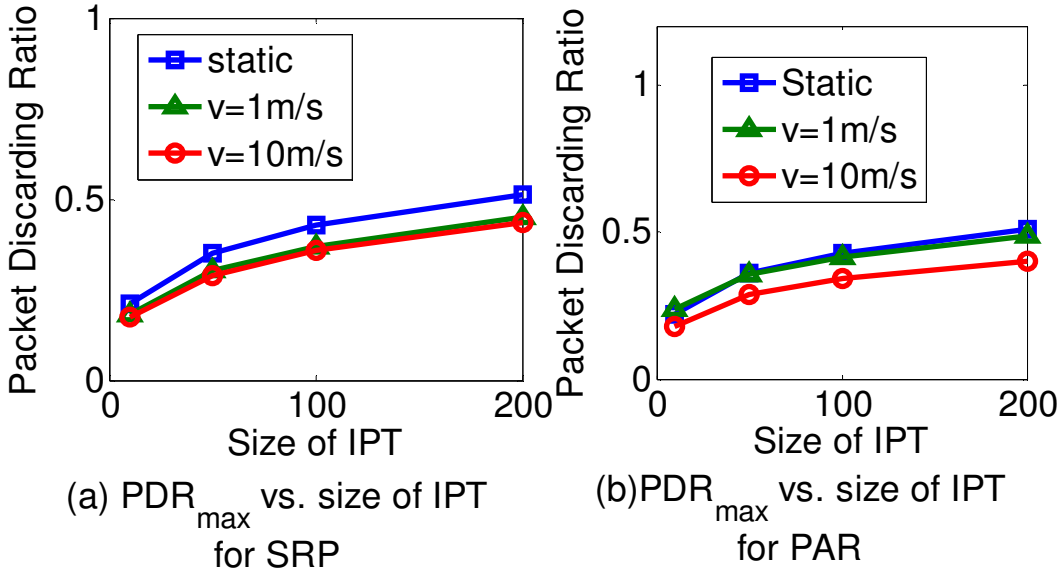 Packet Discarding Ratio
1
0.5
0
static
v=1m/s
v=10m/s
0
100
200
Size of IPT
(a) PDRmax vs. size of IPT
for SRP
Packet Discarding Ratio
1
0.5
0
Static
v=1m/s
v=10m/s
0
100
200
Size of IPT
(b)PDRmax vs. size of IPT
for PAR